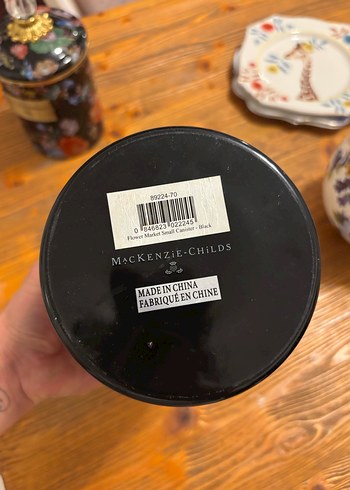 89224-70
0 846823 022245
Flower Market Small Canister - Black
MACKENZIE-CHILDS
MADE IN CHINA
FABRIQUÉ EN CHINE